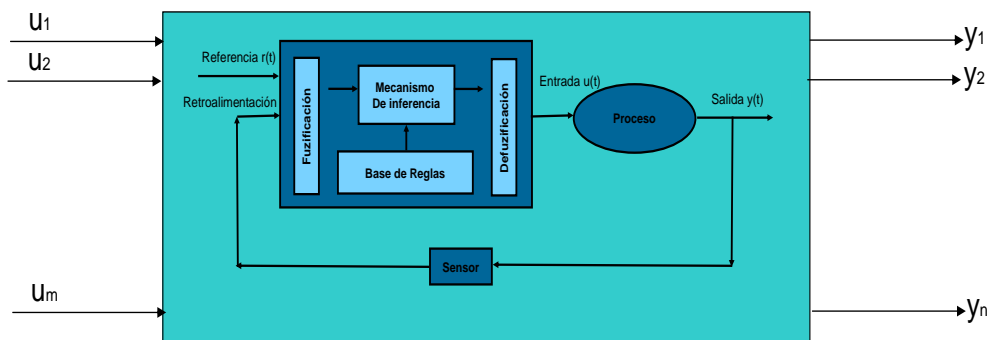 u1
y1
u2
y2
Referencia r(t)
Retroalimentación
Fuzificación
Mecanismo
De inferencia
Base de Reglas
Defuzificación
Entrada u(t)
Proceso
Salida y(t)
Sensor
um
yn